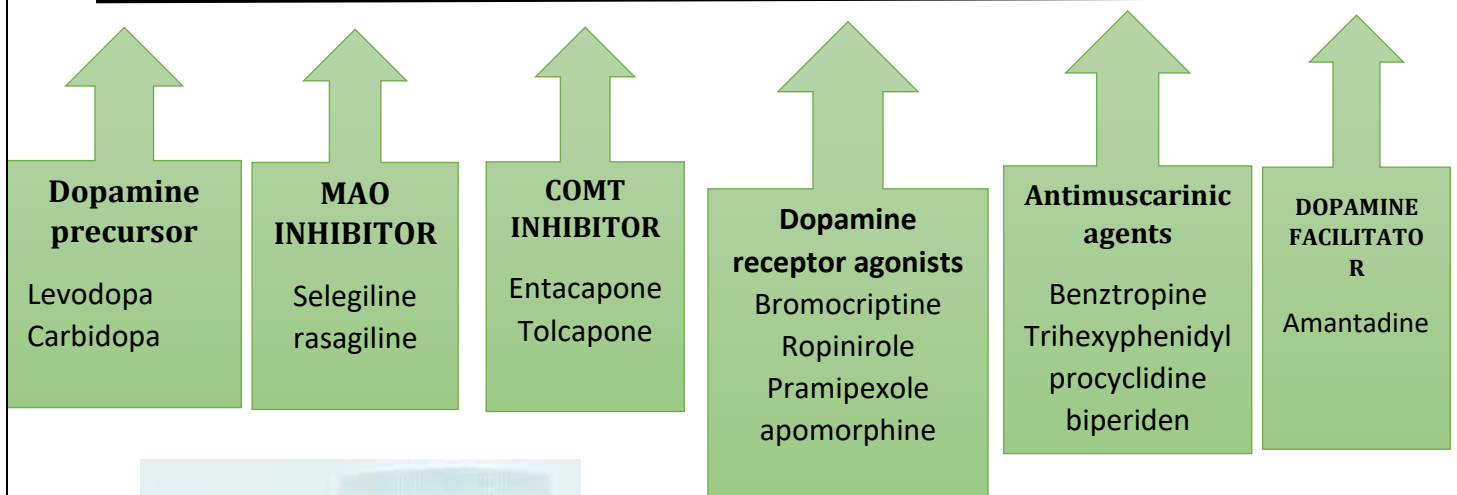 Dopamine
precursor
Levodopa
Carbidopa
MAO
INHIBITOR
Selegiline
rasagiline
COMT
INHIBITOR
Entacapone
Tolcapone
Dopamine
receptor agonists
Bromocriptine
Ropinirole
Pramipexole
apomorphine
Antimuscarinic
agents
Benztropine
Trihexyphenidyl
procyclidine
biperiden
DOPAMINE
FACILITATO
R
Amantadine